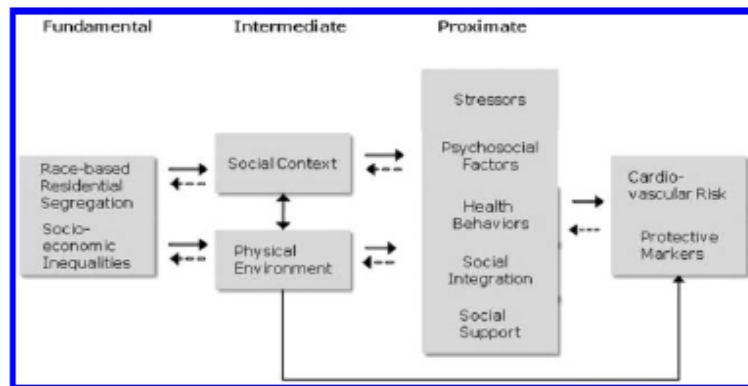 Fundamental
Intermediate
Proximate
Race-based
Residential
Segregation
Socio-
economic
Inequalities
Social Context
Physical
Environment
Stressors
Psychosocial
Factors
Health
Behaviors
Social
Integration
Social
Support
Cardio-
vascular Risk
Protective
Markers